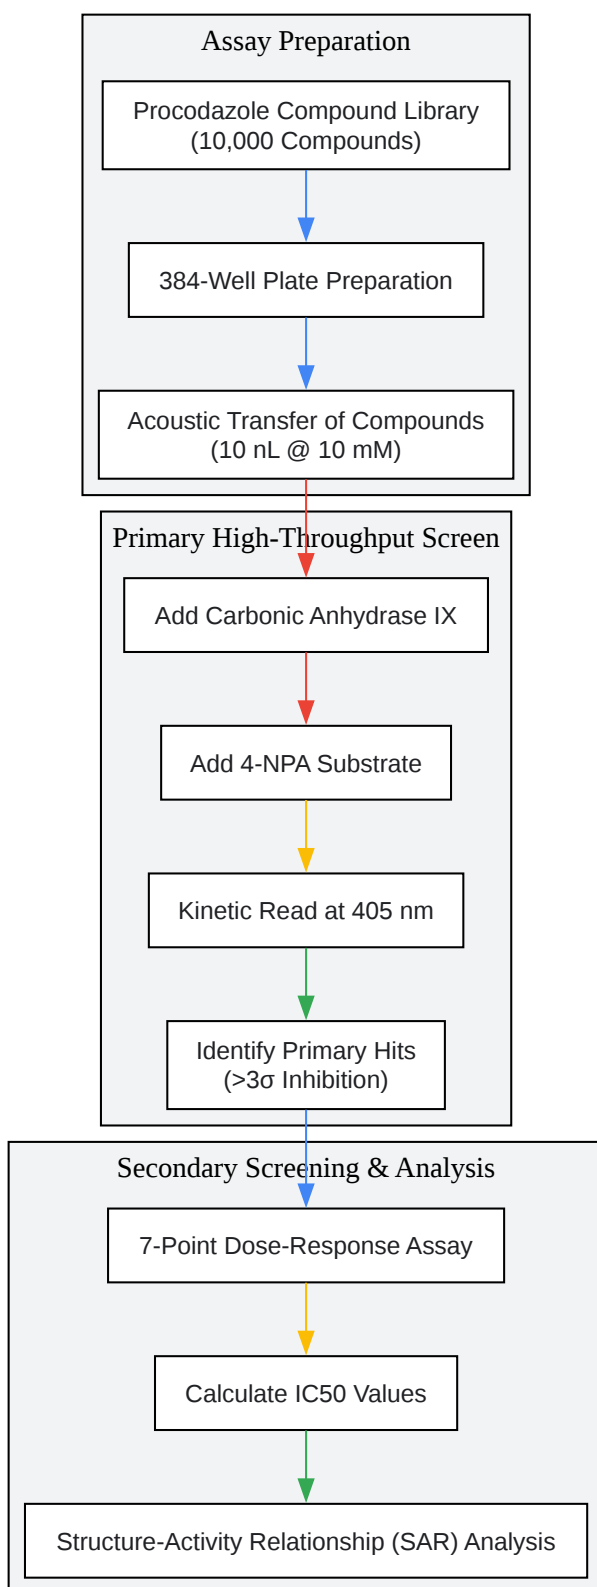 Assay Preparation
Procodazole Compound Library
(10,000 Compounds)
384-Well Plate Preparation
Acoustic Transfer of Compounds
(10 nL @ 10 mM)
Primary High-Throughput Screen
Add Carbonic Anhydrase IX
Add 4-NPA Substrate
Kinetic Read at 405 nm
Identify Primary Hits
(>3σ Inhibition)
Secondary Screening & Analysis
7-Point Dose-Response Assay
Calculate IC50 Values
Structure-Activity Relationship (SAR) Analysis